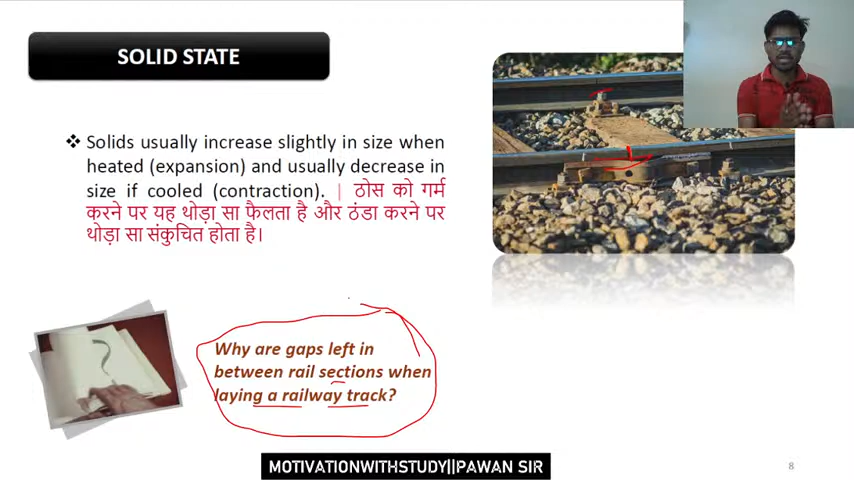 SOLID STATE
❖ Solids usually increase slightly in size when
heated (expansion) and usually decrease in
size if cooled (contraction). | ठोस को गर्म
करने पर यह थोड़ा सा फैलता है और ठंडा करने पर
थोड़ा सा संकुचित होता है।
Why are gaps left in
between rail sections when
laying a railway track?
MOTIVATIONWITHSTUDY||PAWAN SIR
8